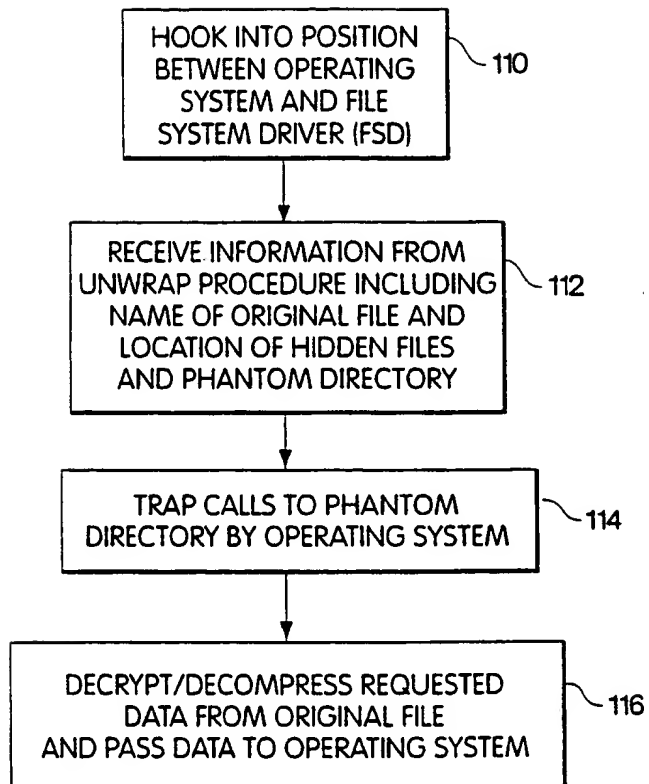 HOOK INTO POSITION
BETWEEN OPERATING
SYSTEM AND FILE
SYSTEM DRIVER (FSD)
110
RECEIVE INFORMATION FROM
UNWRAP PROCEDURE INCLUDING
NAME OF ORIGINAL FILE AND
LOCATION OF HIDDEN FILES
AND PHANTOM DIRECTORY
112
TRAP CALLS TO PHANTOM
DIRECTORY BY OPERATING SYSTEM
114
DECRYPT/DECOMPRESS REQUESTED
DATA FROM ORIGINAL FILE
AND PASS DATA TO OPERATING SYSTEM
116